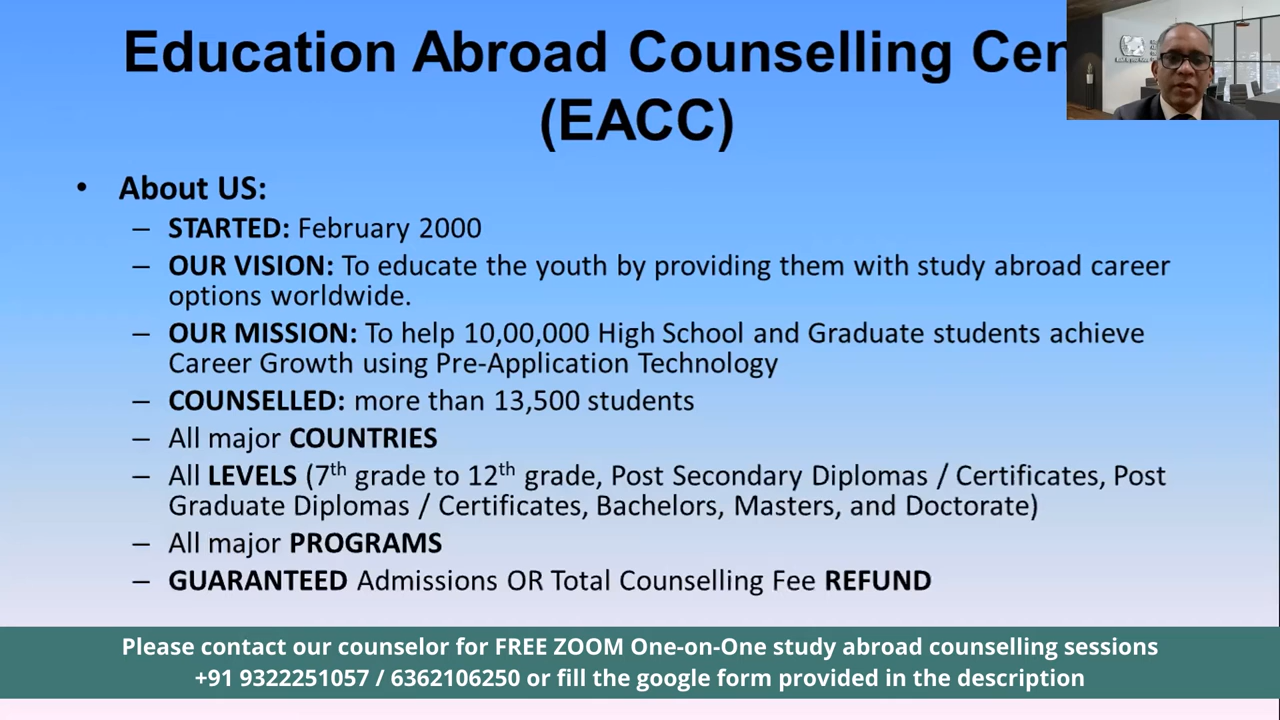 Education Abroad Counselling Cen
(EACC)
• About US:
– STARTED: February 2000
– OUR VISION: To educate the youth by providing them with study abroad career
options worldwide.
– OUR MISSION: To help 10,00,000 High School and Graduate students achieve
Career Growth using Pre-Application Technology
– COUNSELLED: more than 13,500 students
– All major COUNTRIES
– All LEVELS (7th grade to 12th grade, Post Secondary Diplomas / Certificates, Post
Graduate Diplomas / Certificates, Bachelors, Masters, and Doctorate)
– All major PROGRAMS
– GUARANTEED Admissions OR Total Counselling Fee REFUND
Please contact our counselor for FREE ZOOM One-on-One study abroad counselling sessions
+91 9322251057 / 6362106250 or fill the google form provided in the description